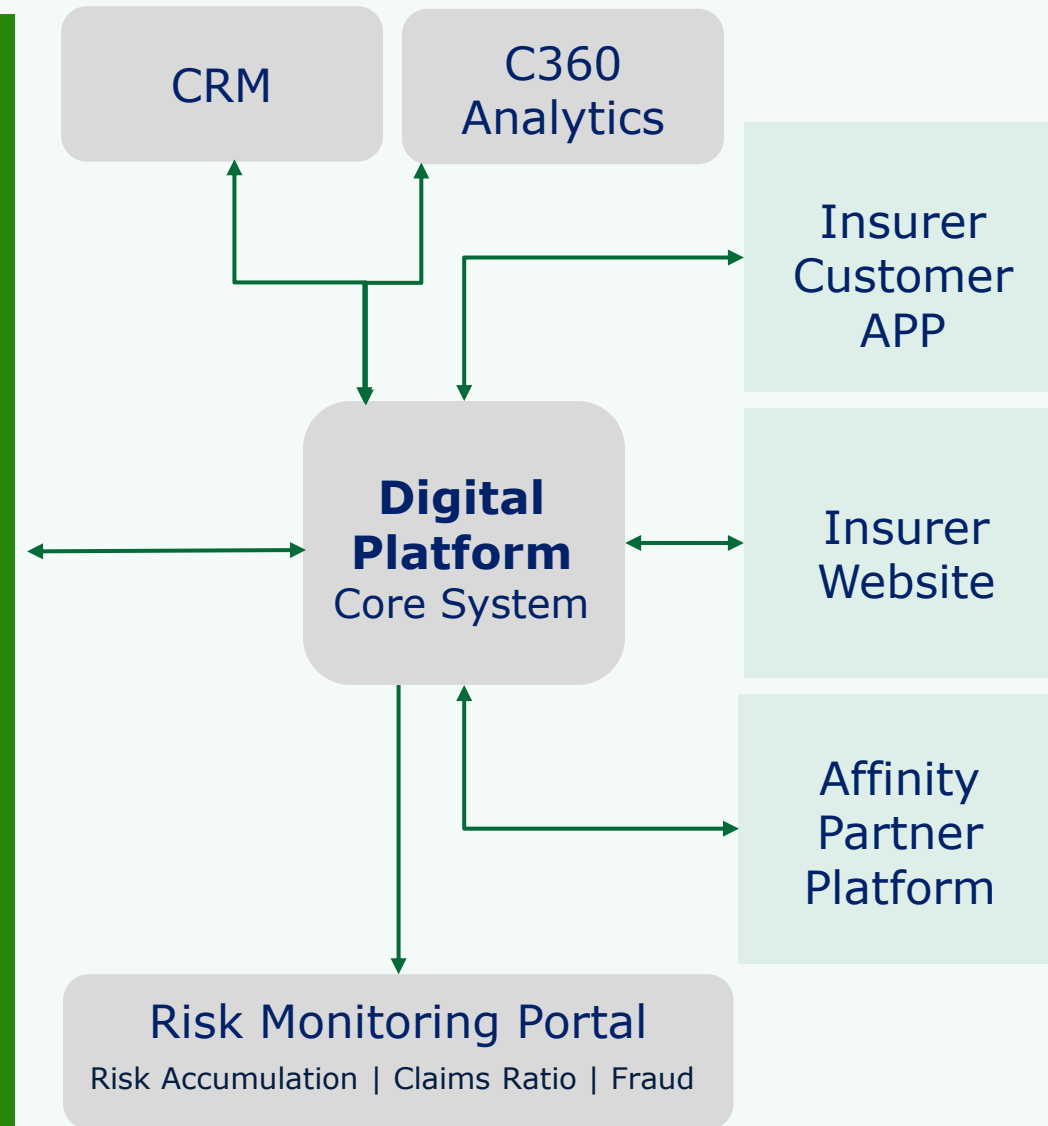 CRM
C360
Analytics
Insurer
Customer
APP
Digital
Platform
Core System
Insurer
Website
Affinity
Partner
Platform
Risk Monitoring Portal
Risk Accumulation | Claims Ratio | Fraud